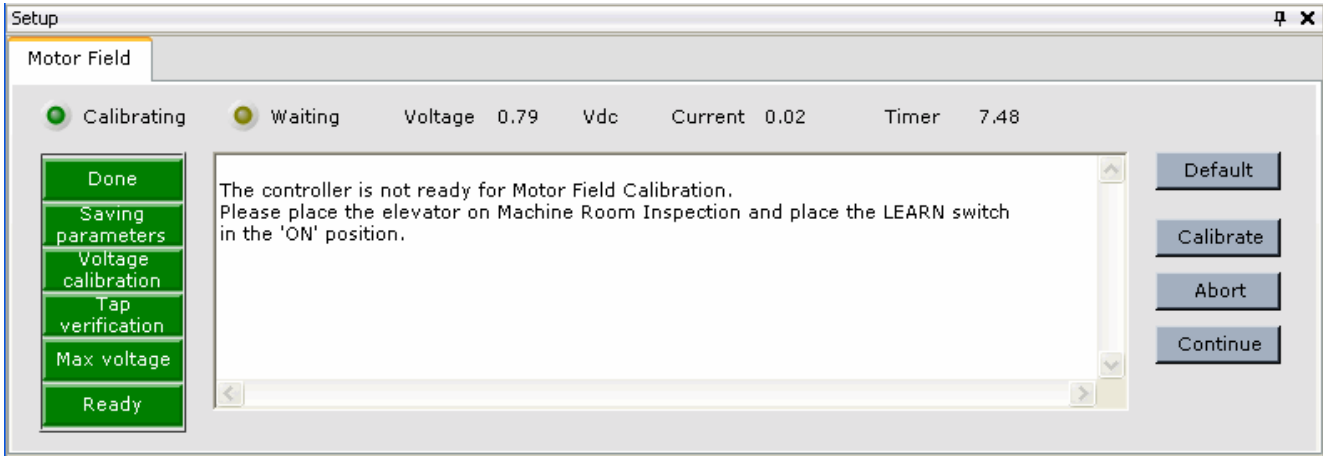 Setup
Motor Field
Calibrating Waiting Voltage 0.79 Vdc Current 0.02 Timer 7.48
Done
Saving
parameters
Voltage
calibration
Tap
verification
Max voltage
Ready
The controller is not ready for Motor Field Calibration.
Please place the elevator on Machine Room Inspection and place the LEARN switch
in the 'ON' position.
Default
Calibrate
Abort
Continue